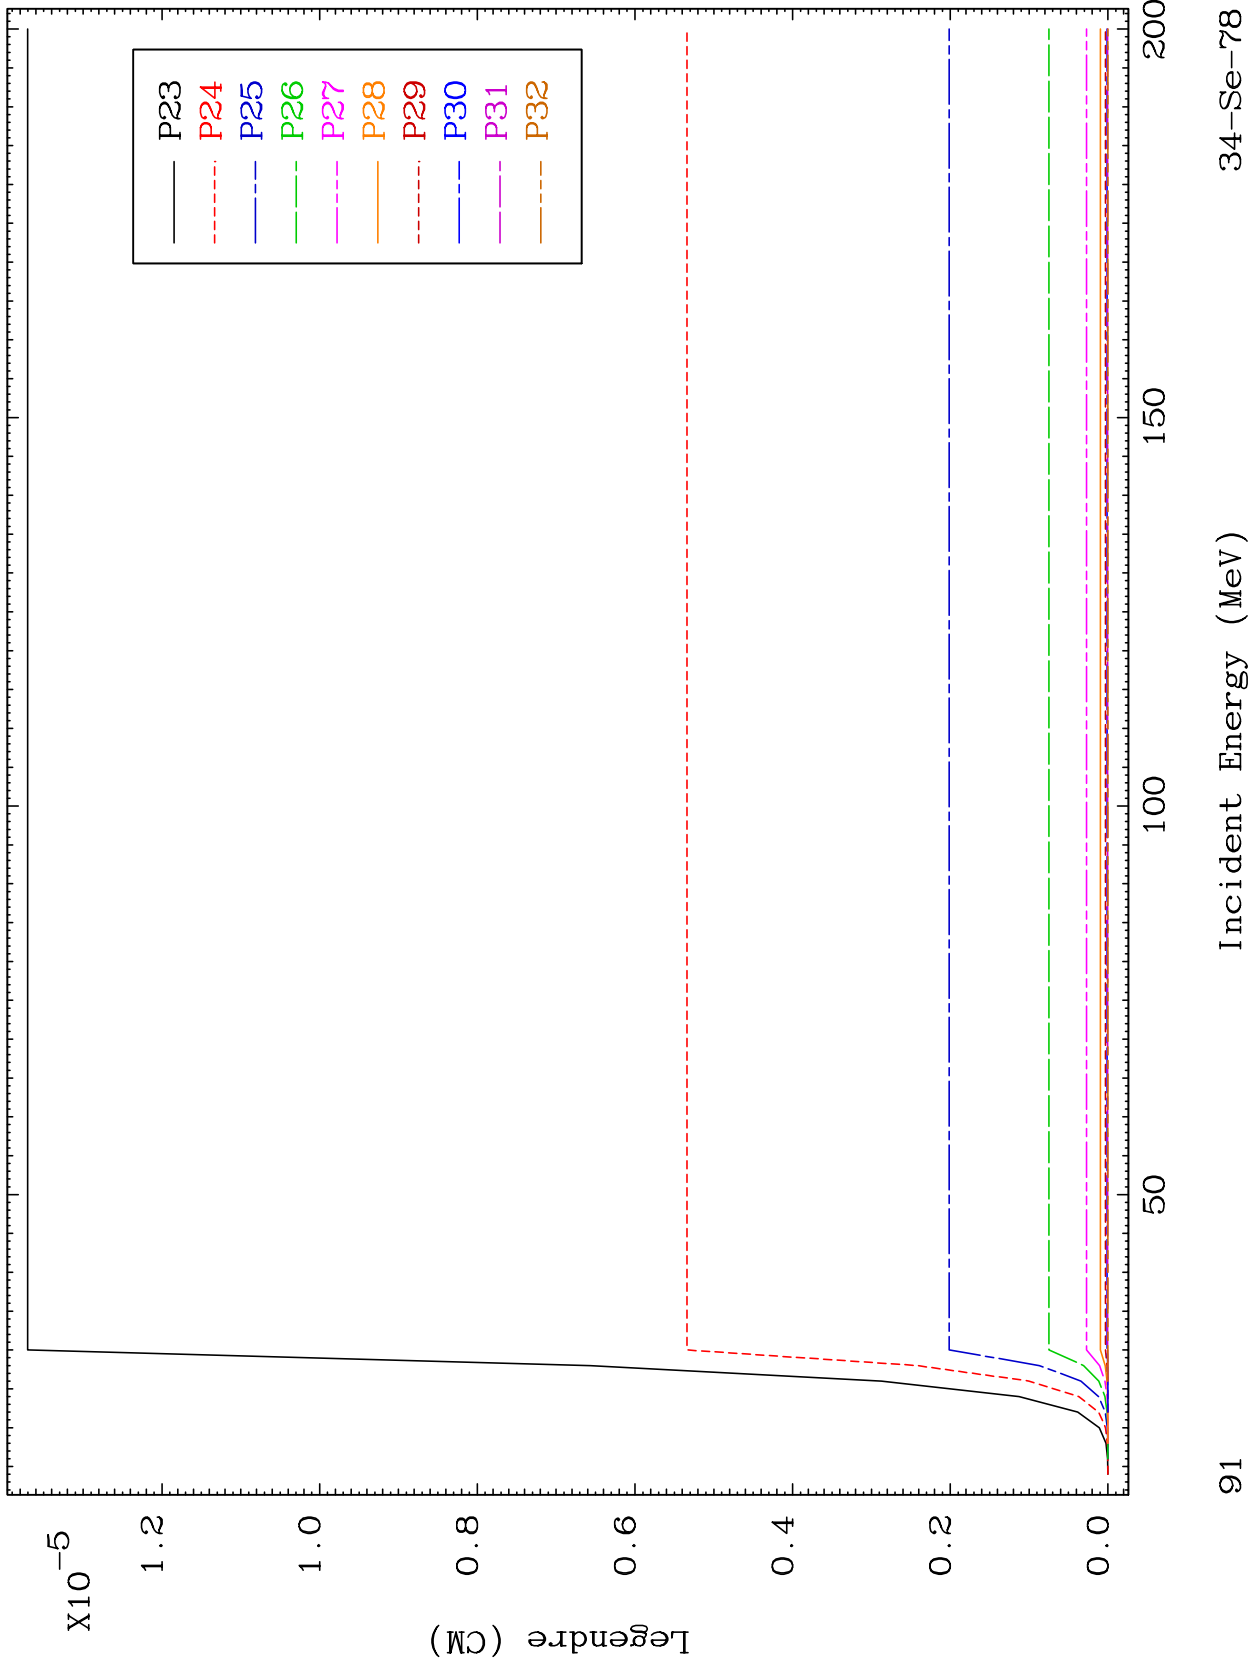 X10-5
1.2
1.0
0.8
0.6
0.4
0.2
0.0
Legendre (CM)
P23
P24
P25
P26
P27
P28
P29
P30
P31
P32
50
100
150
200
Incident Energy (MeV)
91
34-Se-78